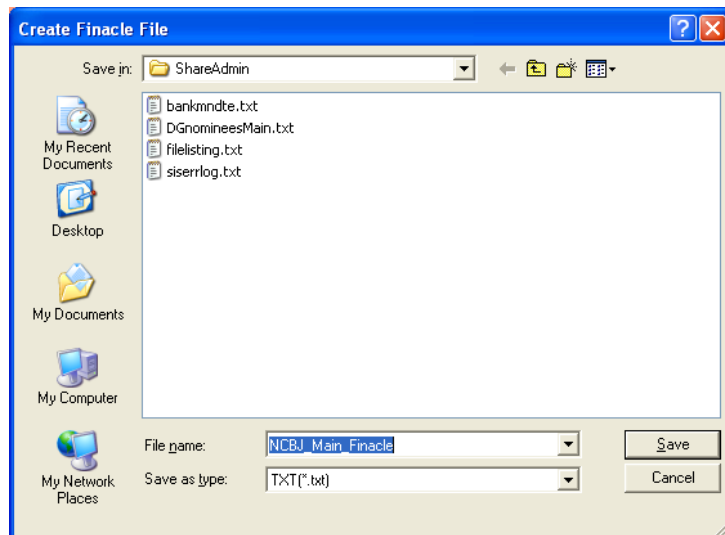 Create Finacle File
Save in: ShareAdmin
My Recent
Documents
Desktop
My Documents
My Computer
My Network
Places
bankmndte.txt
DGnomineesMain.txt
filelisting.txt
siserrlog.txt
File name: NCBJ_Main_Finacle Save
Save as type: TXT(*.txt) Cancel